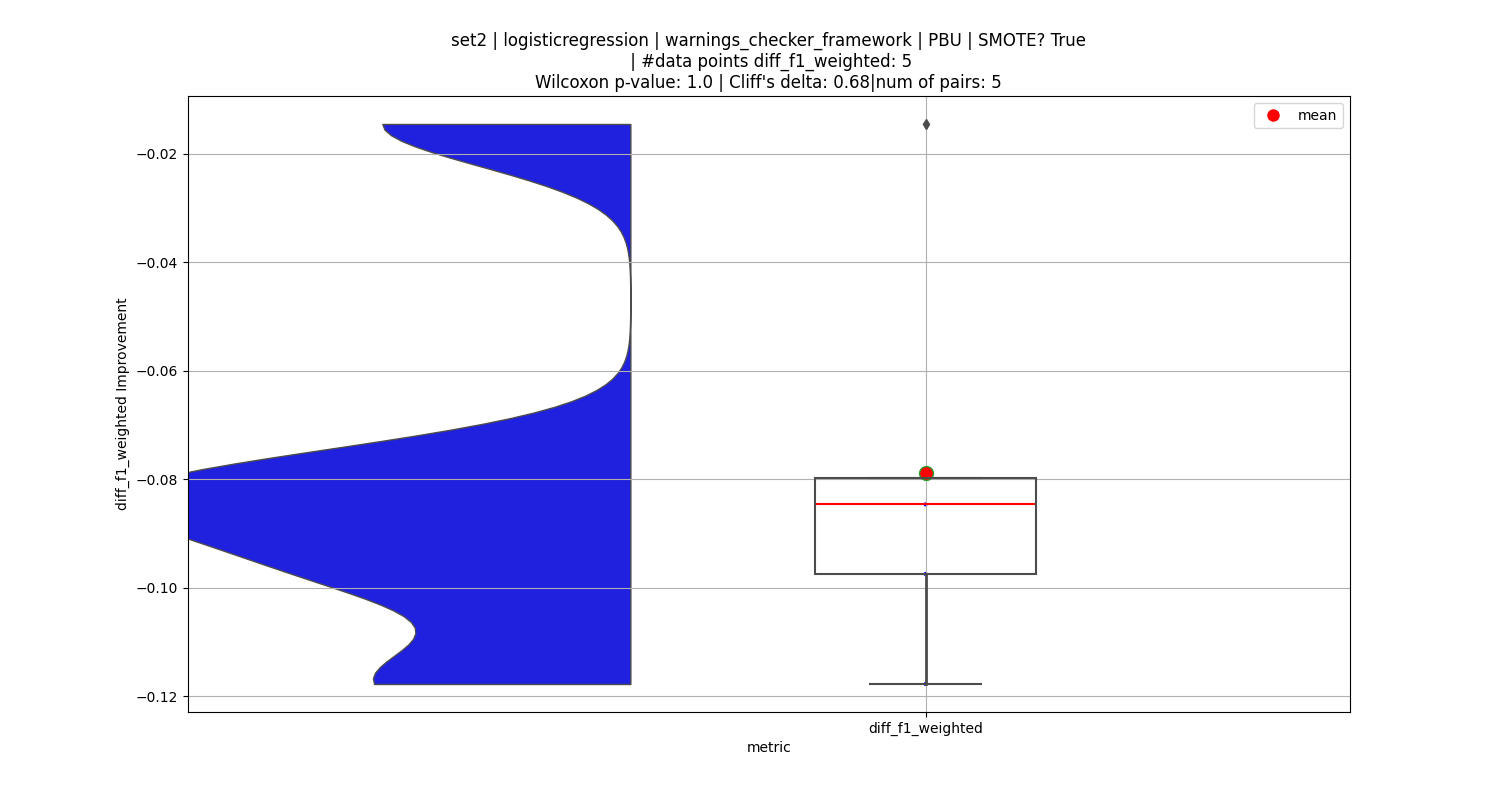 set2 | logisticregression | warnings_checker_framework | PBU | SMOTE? True
| #data points diff_f1_weighted: 5
Wilcoxon p-value: 1.0 | Cliff's delta: 0.68|num of pairs: 5
mean
−0.02
−0.04
−0.06
−0.08
−0.10
−0.12
diff_f1_weighted Improvement
diff_f1_weighted
metric